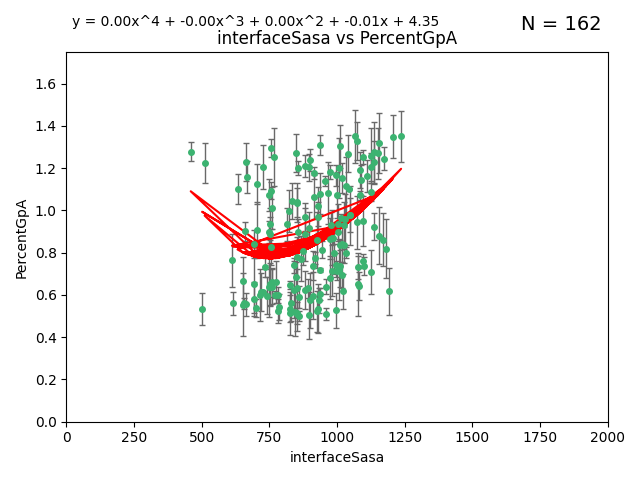 y = 0.00x^4 + -0.00x^3 + 0.00x^2 + -0.01x + 4.35
N = 162
interfaceSasa vs PercentGpA
PercentGpA
1.6
1.4
1.2
1.0
0.8
0.6
0.4
0.2
0.0
0 250 500 750 1000 1250 1500 1750 2000
interfaceSasa